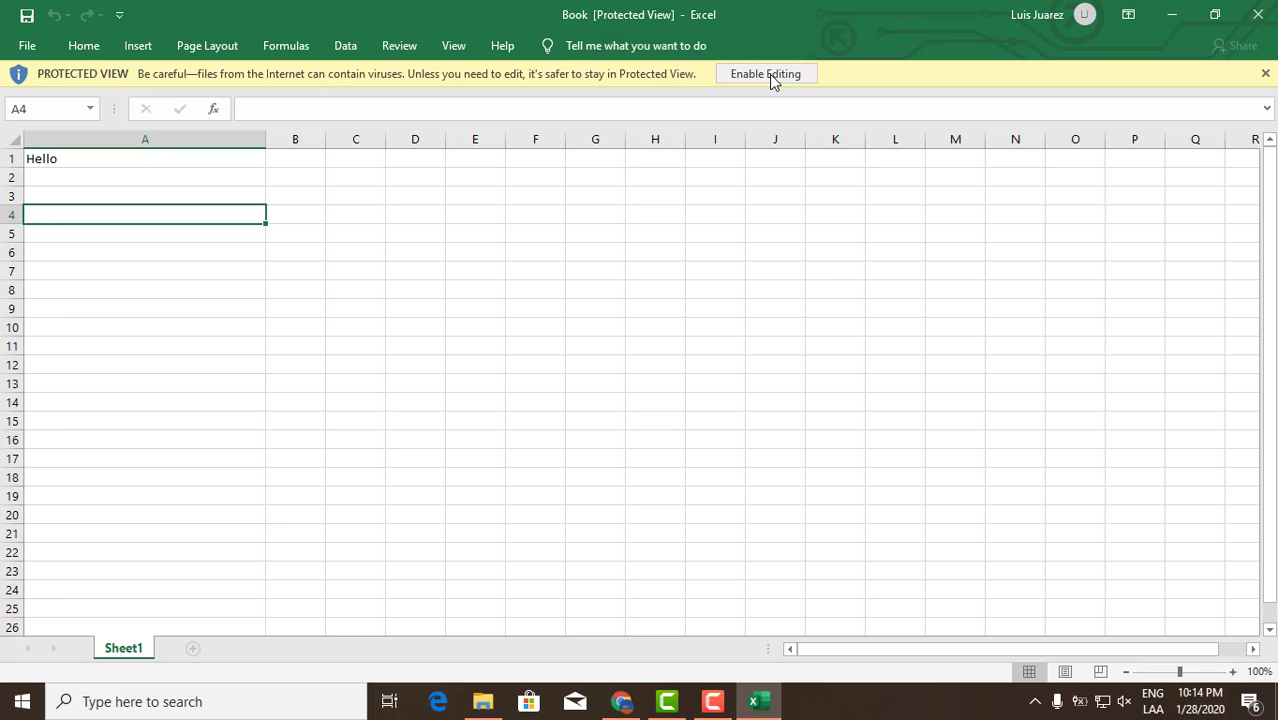 Book [Protected View] - Excel
Luis Juarez
LJ
File Home Insert Page Layout Formulas Data Review View Help Tell me what you want to do Share
PROTECTED VIEW Be careful—files from the Internet can contain viruses. Unless you need to edit, it's safer to stay in Protected View. Enable Editing
A4 fx
A B C D E F G H I J K L M N O P Q R
1 Hello
2
3
4
5
6
7
8
9
10
11
12
13
14
15
16
17
18
19
20
21
22
23
24
25
26
Sheet1
100%
Type here to search
ENG 10:14 PM
LAA 1/28/2020 6